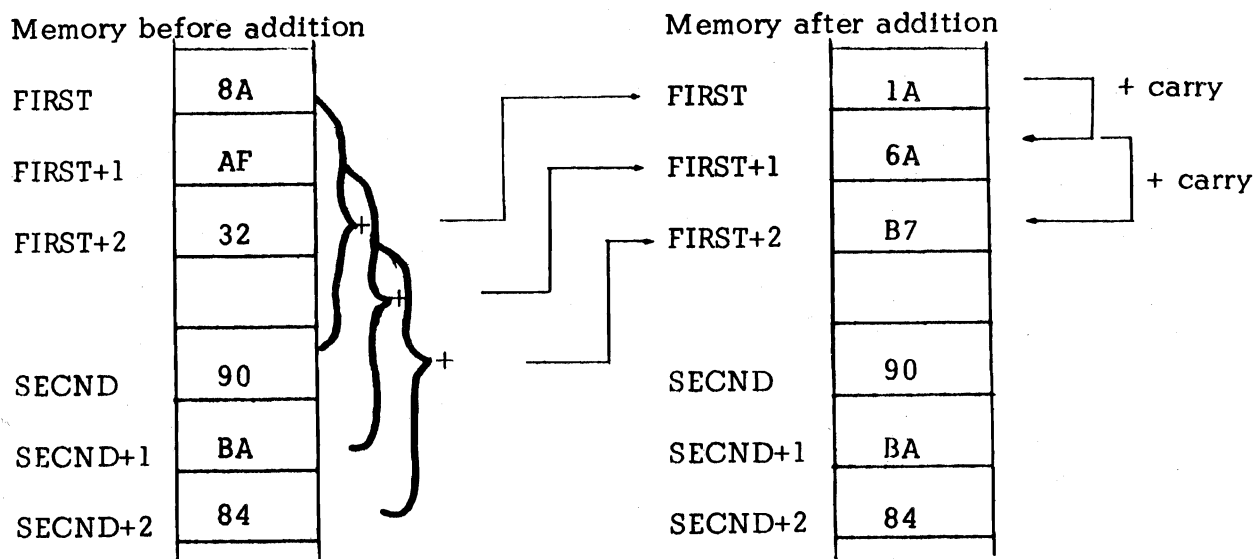 Memory before addition
FIRST 8A
FIRST+1 AF
FIRST+2 32
SECND 90
SECND+1 BA
SECND+2 84
+
+
+
Memory after addition
FIRST 1A + carry
FIRST+1 6A
+ carry
FIRST+2 B7
SECND 90
SECND+1 BA
SECND+2 84